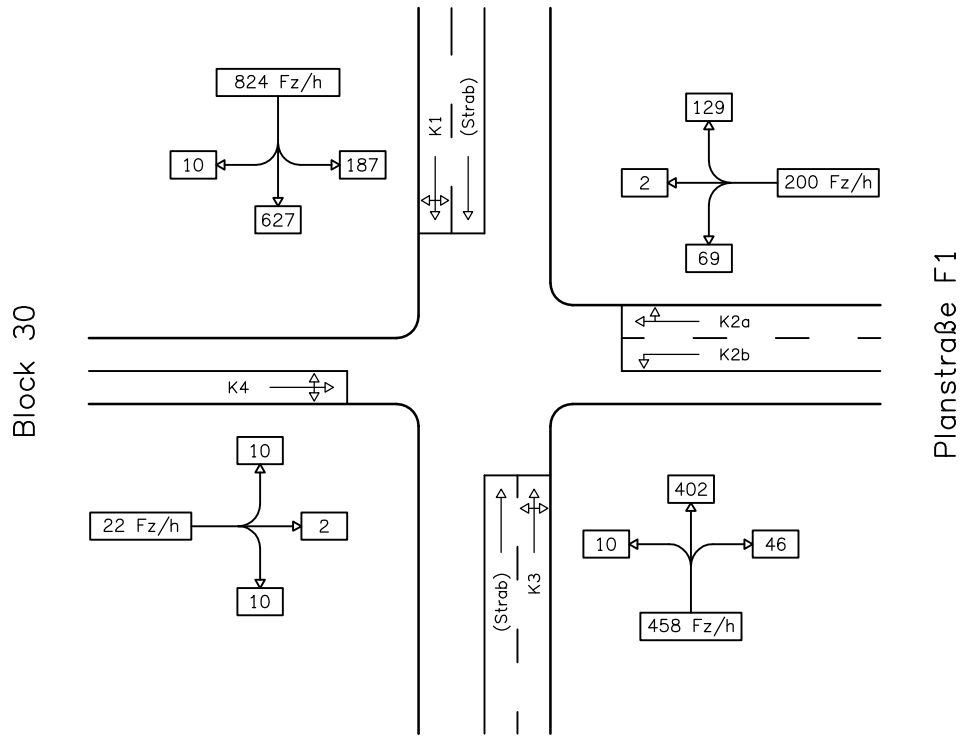 824 Fz/h
10
187
627
K1
(Strab)
129
2
200 Fz/h
69
Block 30
Planstraße F1
K2a
K2b
K4
10
22 Fz/h
2
10
(Strab)
K3
402
10
46
458 Fz/h